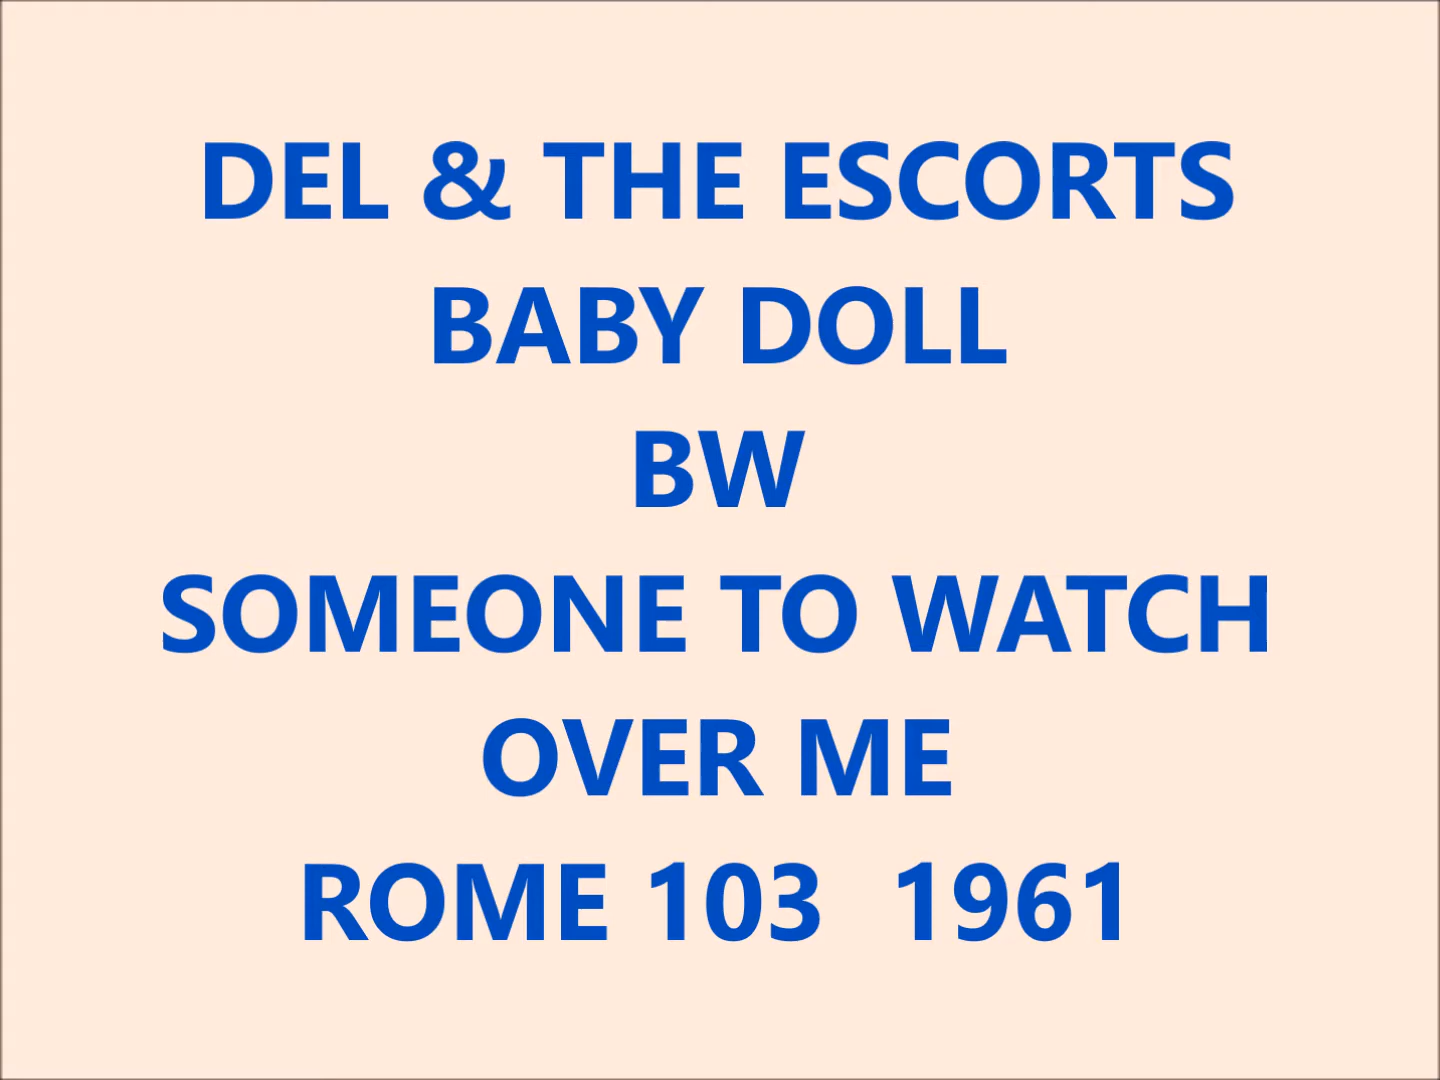 DEL & THE ESCORTS
BABY DOLL
BW
SOMEONE TO WATCH
OVER ME
ROME 103  1961